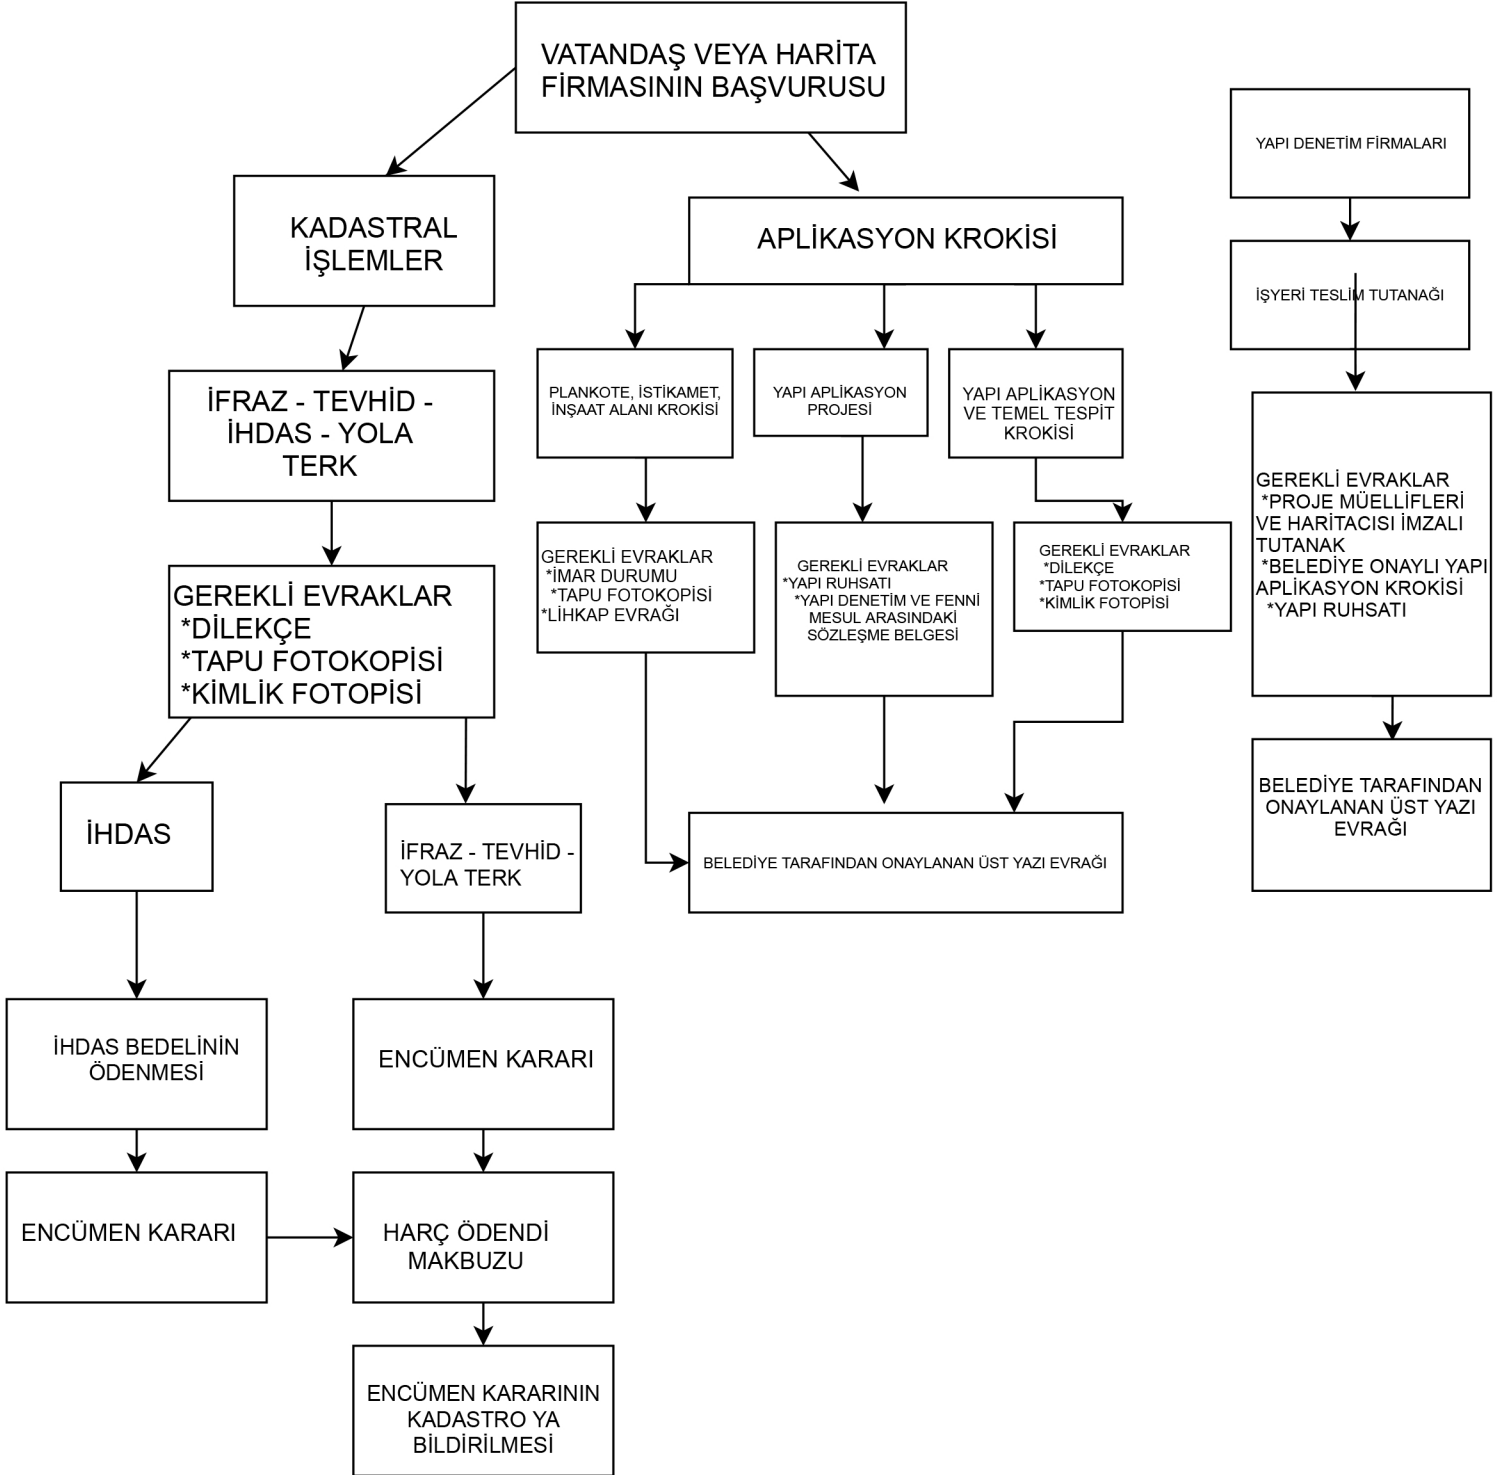 VATANDAŞ VEYA HARİTA
FİRMASININ BAŞVURUSU
KADASTRAL
İŞLEMLER
İFRAZ - TEVHİD -
İHDAS - YOLA
TERK
GEREKLİ EVRAKLAR
*DİLEKÇE
*TAPU FOTOKOPİSİ
*KİMLİK FOTOPİSİ
İHDAS
İHDAS BEDELİNİN
ÖDENMESİ
ENCÜMEN KARARI
İFRAZ - TEVHİD -
YOLA TERK
ENCÜMEN KARARI
HARÇ ÖDENDİ
MAKBUZU
ENCÜMEN KARARININ
KADASTRO YA
BİLDİRİLMESİ
APLİKASYON KROKİSİ
PLANKOTE, İSTİKAMET,
İNŞAAT ALANI KROKİSİ
GEREKLİ EVRAKLAR
*İMAR DURUMU
*TAPU FOTOKOPİSİ
*LİHKAP EVRAĞI
YAPI APLİKASYON
PROJESİ
GEREKLİ EVRAKLAR
*YAPI RUHSATI
*YAPI DENETİM VE FENNİ
MESUL ARASINDAKİ
SÖZLEŞME BELGESİ
YAPI APLİKASYON
VE TEMEL TESPİT
KROKİSİ
GEREKLİ EVRAKLAR
*DİLEKÇE
*TAPU FOTOKOPİSİ
*KİMLİK FOTOPİSİ
BELEDİYE TARAFINDAN ONAYLANAN ÜST YAZI EVRAĞI
YAPI DENETİM FİRMALARI
İŞYERİ TESLİM TUTANAĞI
GEREKLİ EVRAKLAR
*PROJE MÜELLİFLERİ
VE HARİTACISI İMZALI
TUTANAK
*BELEDİYE ONAYLI YAPI
APLİKASYON KROKİSİ
*YAPI RUHSATI
BELEDİYE TARAFINDAN
ONAYLANAN ÜST YAZI
EVRAĞI